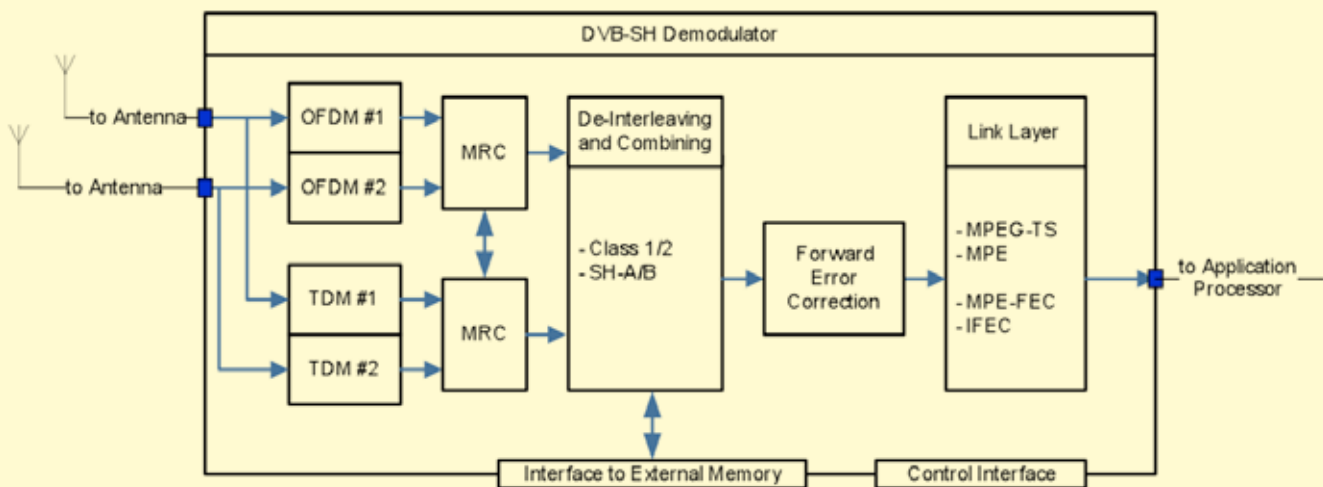 DVB-SH Demodulator
to Antenna
to Antenna
OFDM #1
OFDM #2
MRC
TDM #1
TDM #2
MRC
De-Interleaving
and Combining
- Class 1/2
- SH-A/B
Forward
Error
Correction
Link Layer
- MPEG-TS
- MPE
- MPE-FEC
- IFEC
to Application
Processor
Interface to External Memory
Control Interface